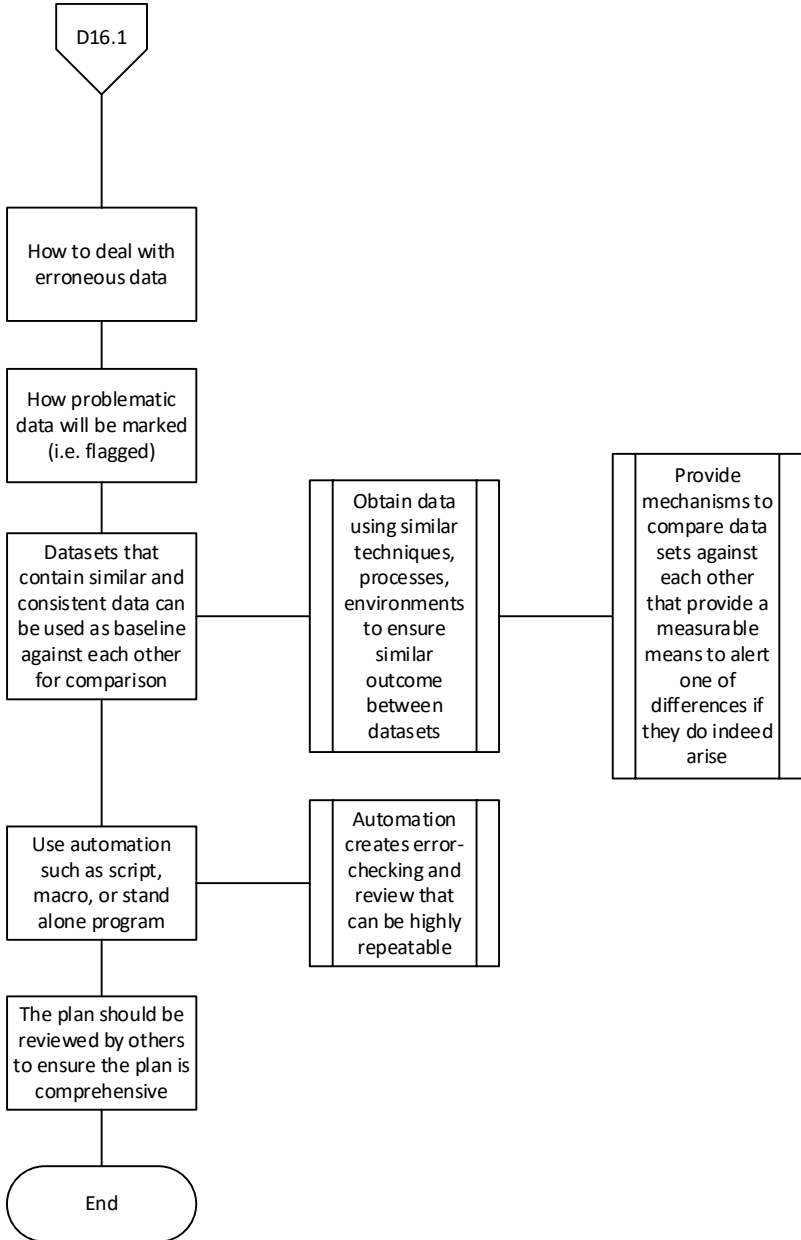 D16.1
How to deal with
erroneous data
How problematic
data will be marked
(i.e. flagged)
Datasets that
contain similar and
consistent data can
be used as baseline
against each other
for comparison
Obtain data
using similar
techniques,
processes,
environments
to ensure
similar
outcome
between
datasets
Provide
mechanisms to
compare data
sets against
each other
that provide a
measurable
means to alert
one of
differences if
they do indeed
arise
Use automation
such as script,
macro, or stand
alone program
Automation
creates error-
checking and
review that
can be highly
repeatable
The plan should be
reviewed by others
to ensure the plan is
comprehensive
End